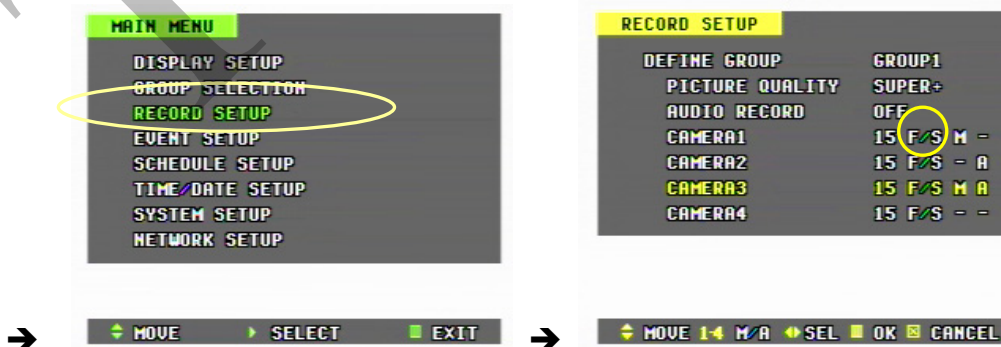 MAIN MENU
DISPLAY SETUP
GROUP SELECTION
RECORD SETUP
EVENT SETUP
SCHEDULE SETUP
TIME/DATE SETUP
SYSTEM SETUP
NETWORK SETUP
MOVE SELECT EXIT
RECORD SETUP
DEFINE GROUP GROUP1
PICTURE QUALITY SUPER+
AUDIO RECORD OFF
CAMERA1 15 F/S M -
CAMERA2 15 F/S - A
CAMERA3 15 F/S M A
CAMERA4 15 F/S - -
MOVE 1-4 M/A SEL OK CANCEL